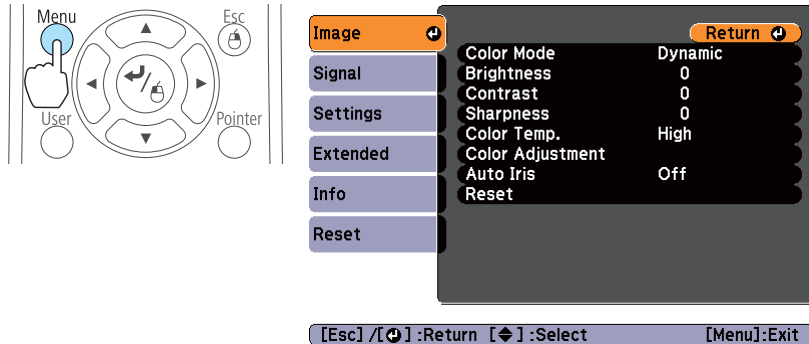 Menu
Esc
User
Pointer
Image
Signal
Settings
Extended
Info
Reset
Return
Color Mode Dynamic
Brightness 0
Contrast 0
Sharpness 0
Color Temp. High
Color Adjustment
Auto Iris Off
Reset
[Esc] /[⏎] :Return [◆] :Select [Menu]:Exit